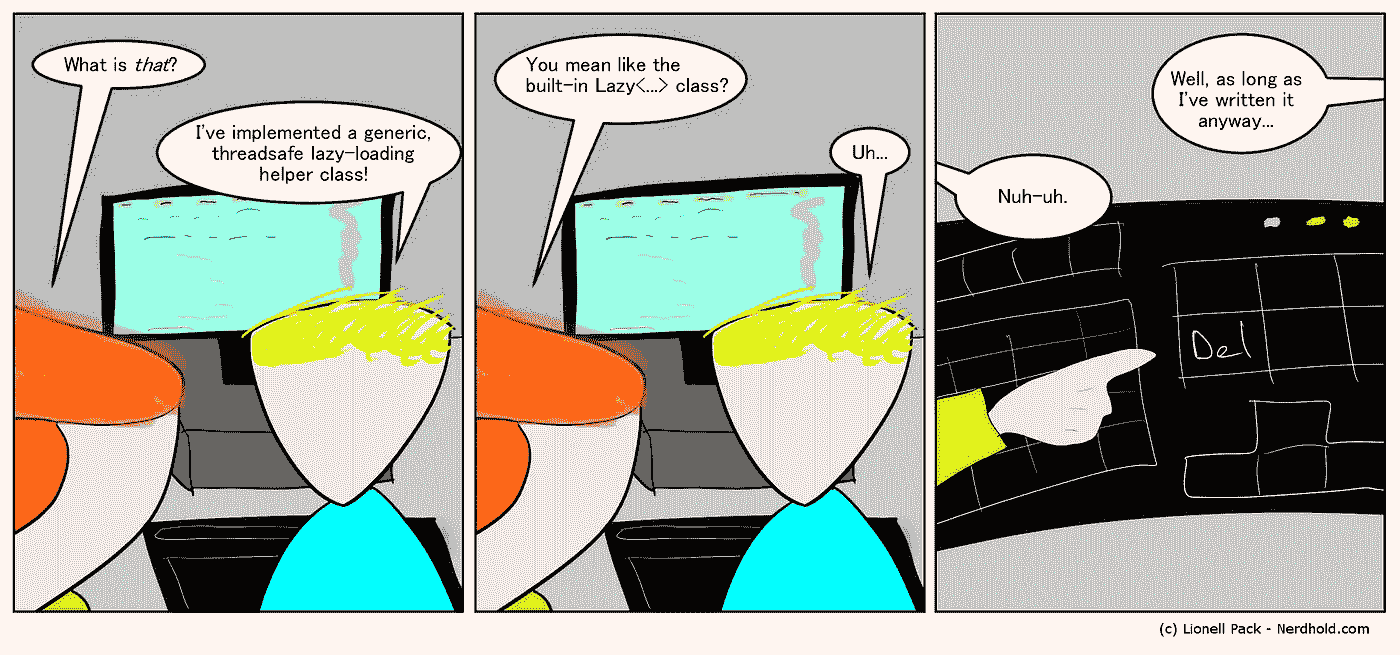 What is that?
I've implemented a generic,
threadsafe lazy-loading
helper class!
You mean like the
built-in Lazy<...> class?
Uh...
Well, as long as
I've written it
anyway...
Nuh-uh.
Del
(c) Lionell Pack - Nerdhold.com